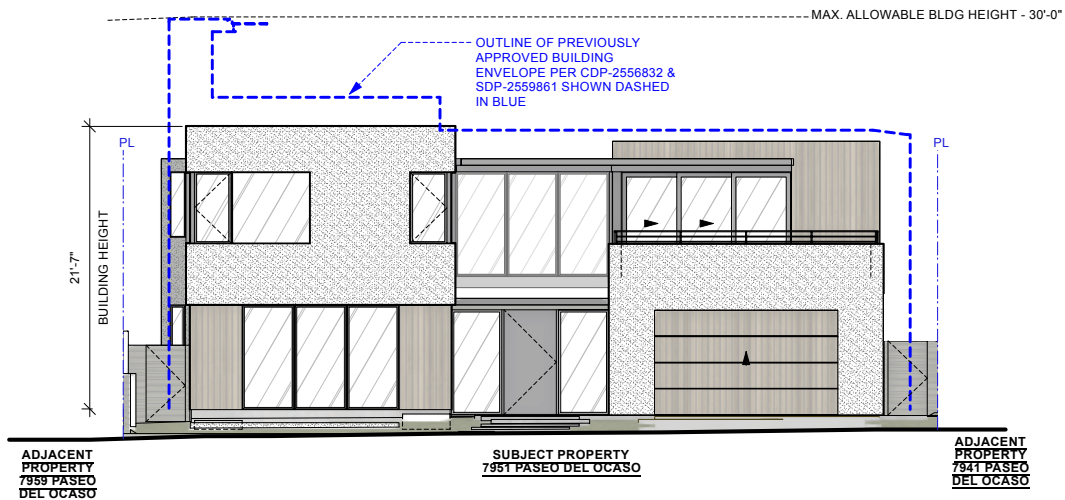 MAX. ALLOWABLE BLDG HEIGHT - 30'-0"
OUTLINE OF PREVIOUSLY
APPROVED BUILDING
ENVELOPE PER CDP-2556832 &
SDP-2559861 SHOWN DASHED
IN BLUE
PL
PL
21'-7"
BUILDING HEIGHT
ADJACENT
PROPERTY
7959 PASEO
DEL OCASO
SUBJECT PROPERTY
7951 PASEO DEL OCASO
ADJACENT
PROPERTY
7941 PASEO
DEL OCASO